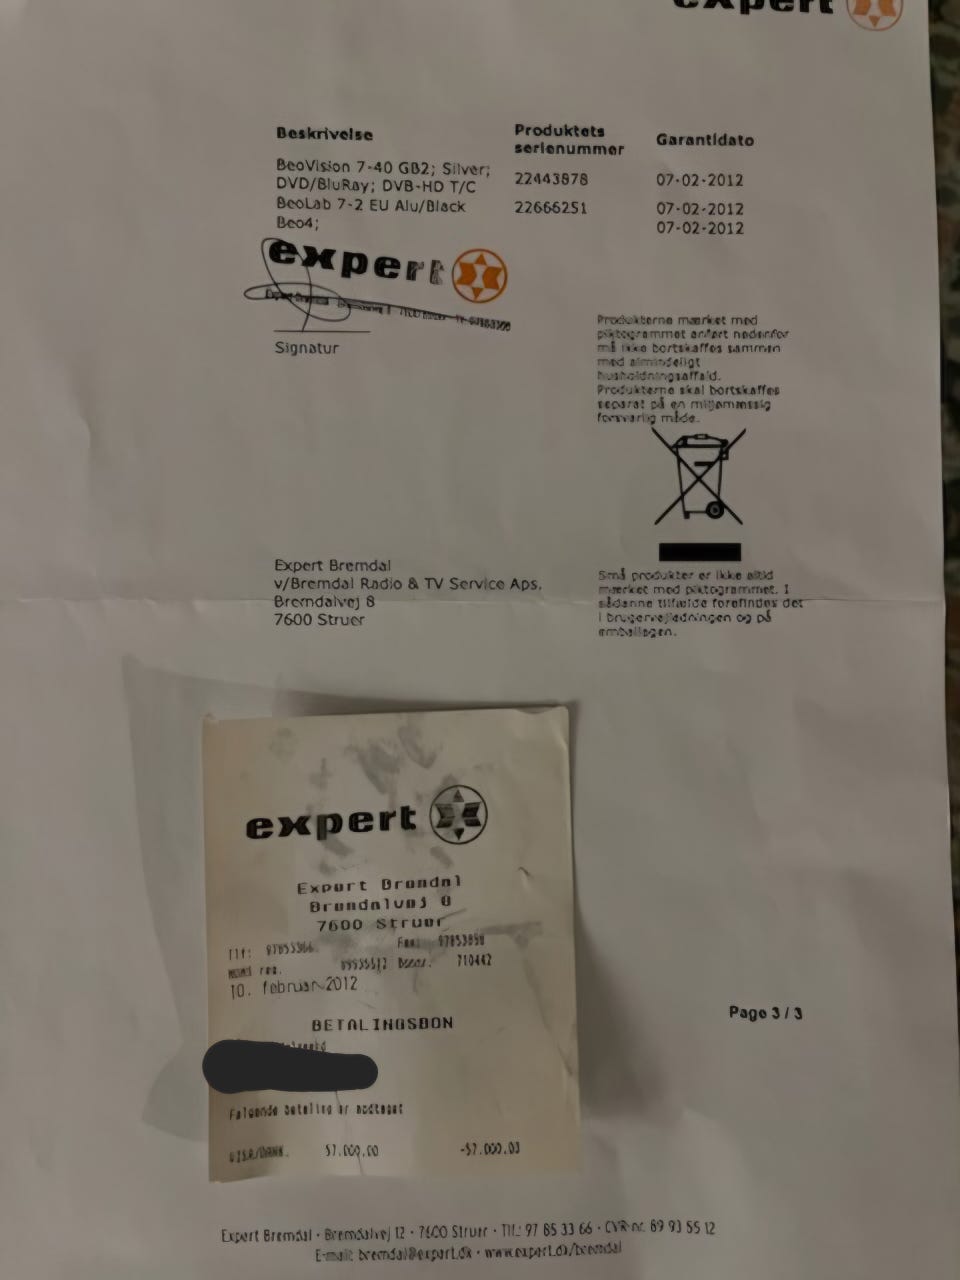 expert
Beskrivelse
Produktets
serienummer
Garantidato
BeoVision 7-40 GB2; Silver;
DVD/BluRay; DVB-HD T/C
22443878
07-02-2012
BeoLab 7-2 EU Alu/Black
22666251
07-02-2012
Beo4;
07-02-2012
expert
Signatur
Produkterne mærket med
piktogrammet anført nedenfor
må ikke bortskaffes sammen
med almindeligt
husholdningsaffald.
Produkterne skal bortskaffes
separat på en miljømæssig
forsvarlig måde.
Expert Bremdal
v/Bremdal Radio & TV Service Aps.
Bremdalvej 8
7600 Struer
Små produkter er ikke altid
mærket med piktogrammet. I
sådanne tilfælde forefindes det
i brugervejledningen og på
emballagen.
expert
Expert Bremdal
Bremdalvej 8
7600 Struer
Tlf: 97853366 Fax: 97853898
710442
10. februar 2012
BETALINGSBON
Følgende betaling er modtaget
VISA/DANK. 57.000,00 -57.000,00
Page 3 / 3
Expert Bremdal - Bremdalvej 12 - 7600 Struer - Tlf.: 97 85 33 66 - CVR-nr. 89 93 55 12
E-mail: bremdal@expert.dk - www.expert.dk/bremdal